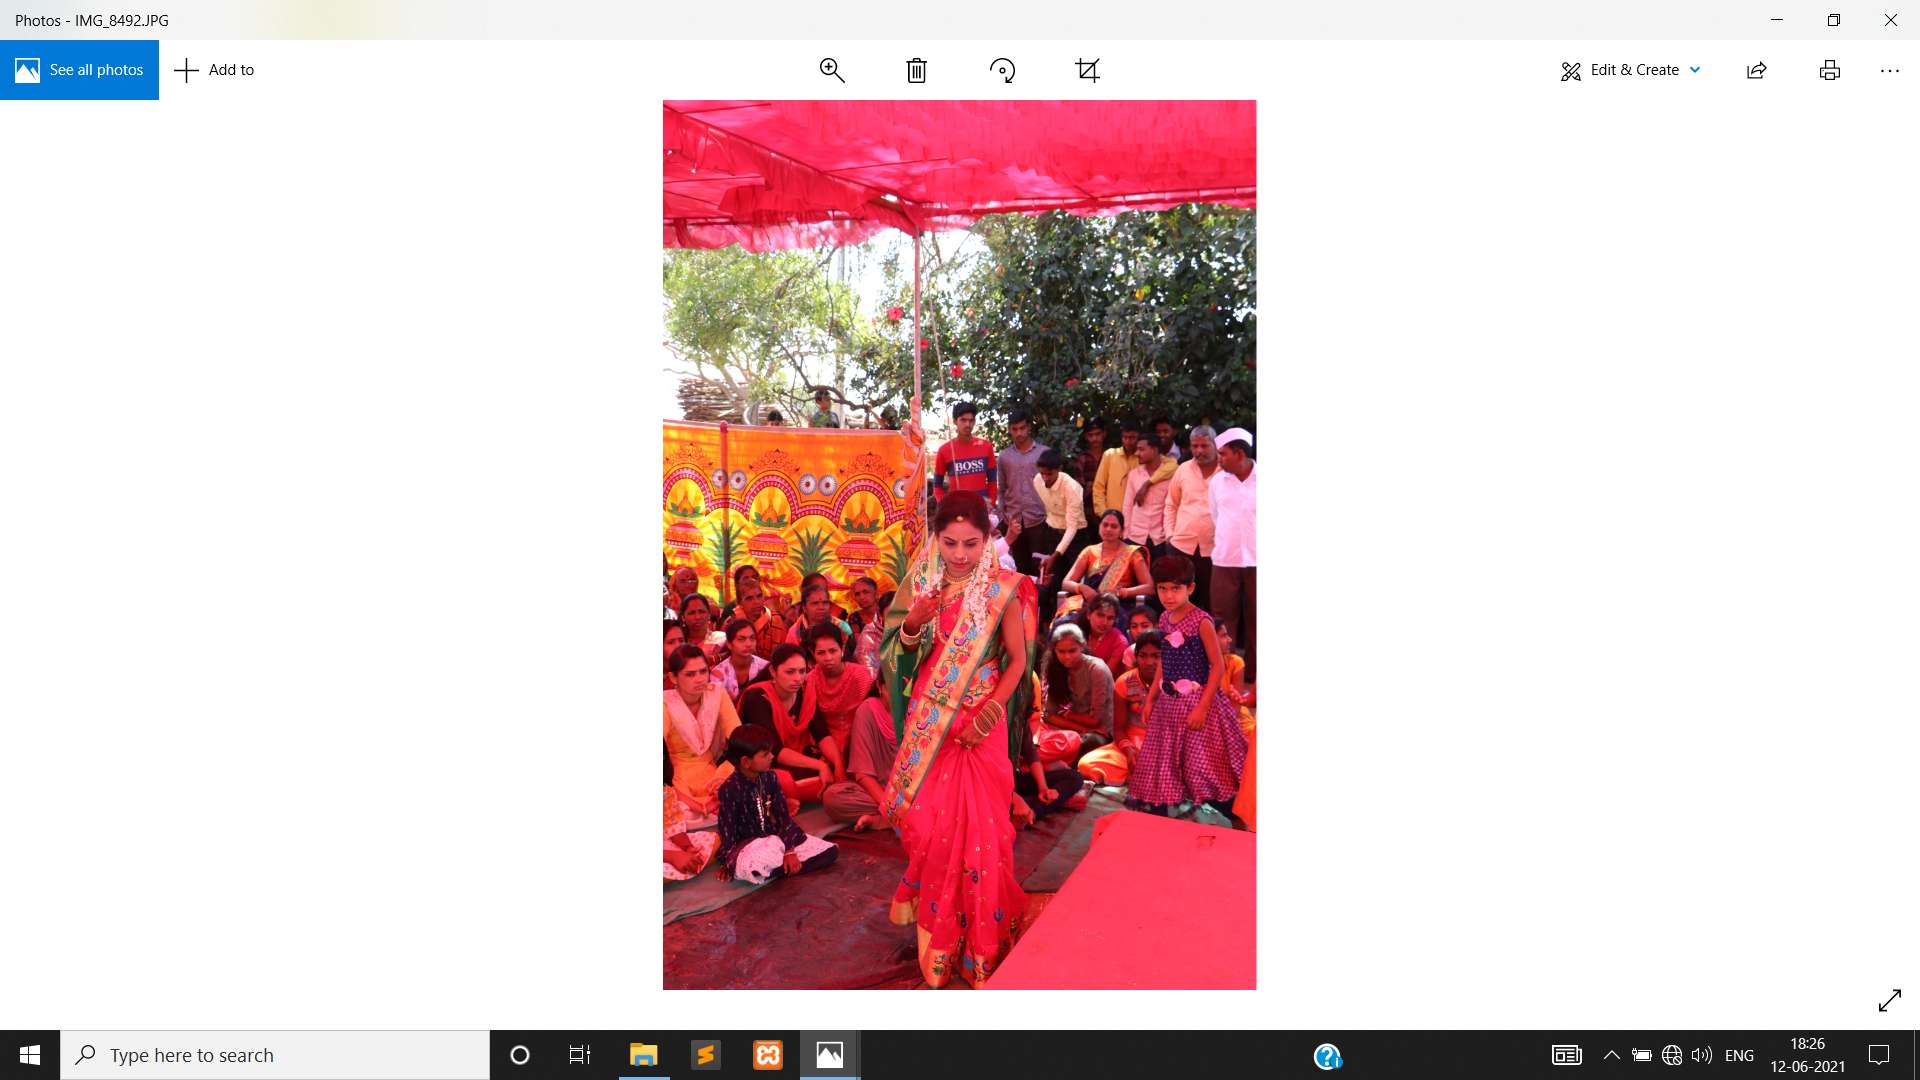 Photos - IMG_8492.JPG
See all photos
Add to
Edit & Create
BOSS
Type here to search
ENG
18:26
12-06-2021